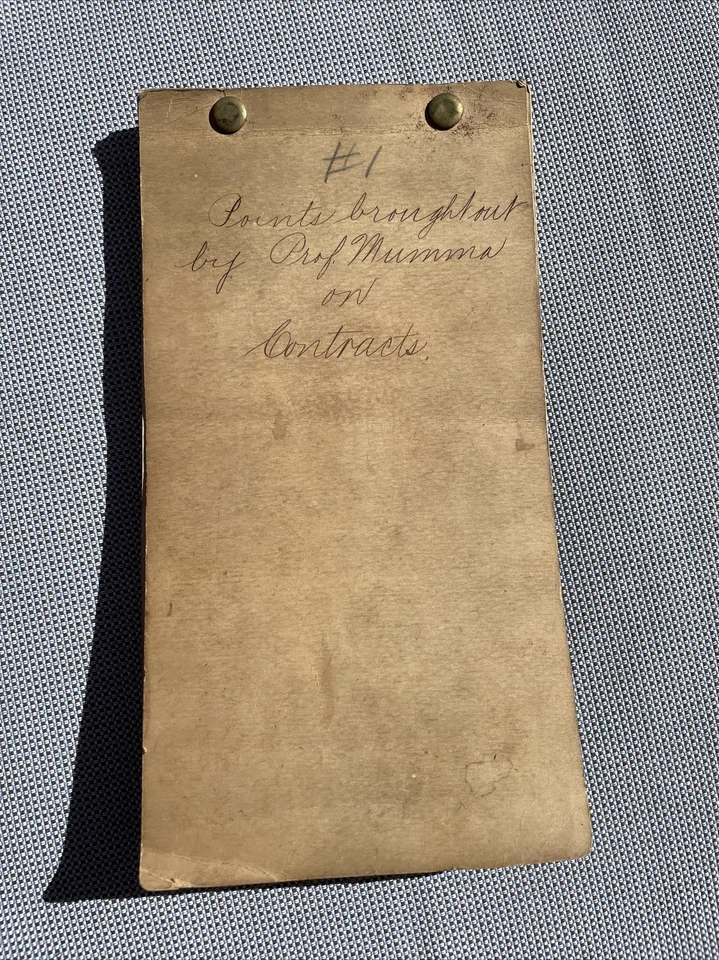 #1
Points brought out
by Prof. Mumma
on
Contracts.